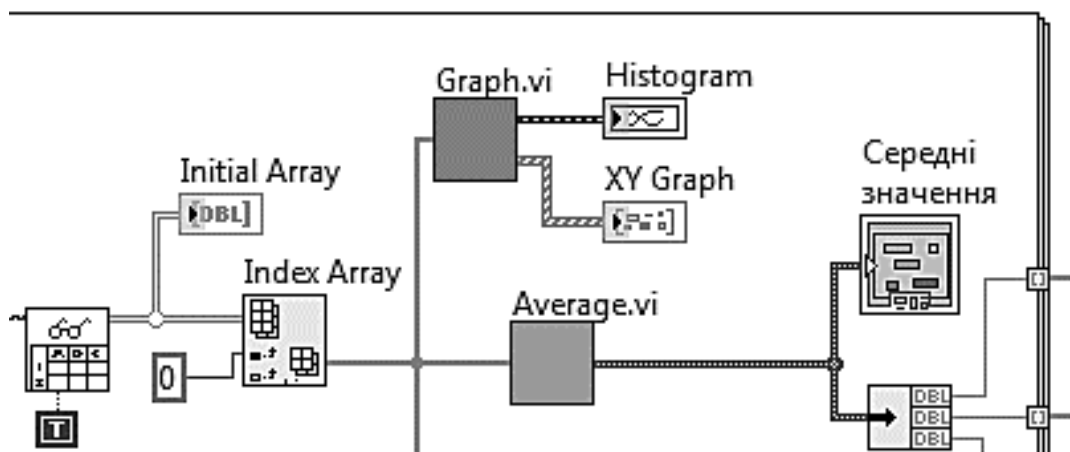 Graph.vi
Histogram
Initial Array
DBL
XY Graph
Середні
значення
Index Array
Average.vi
0
T
DBL
DBL
DBL